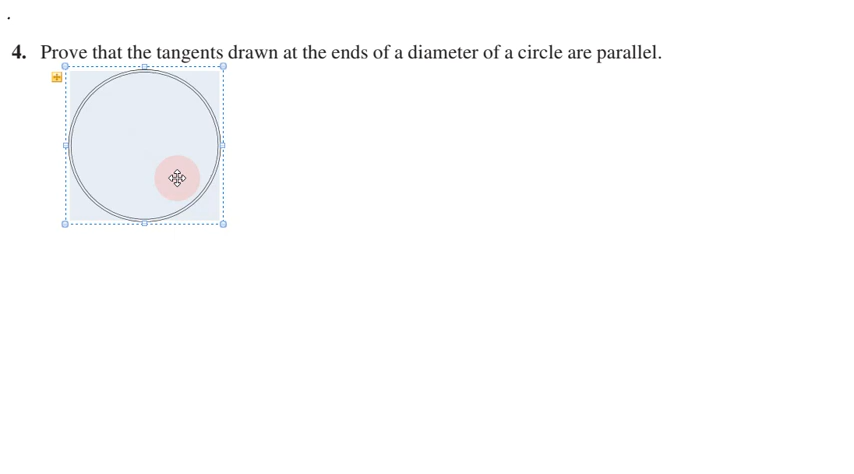 .
4. Prove that the tangents drawn at the ends of a diameter of a circle are parallel.